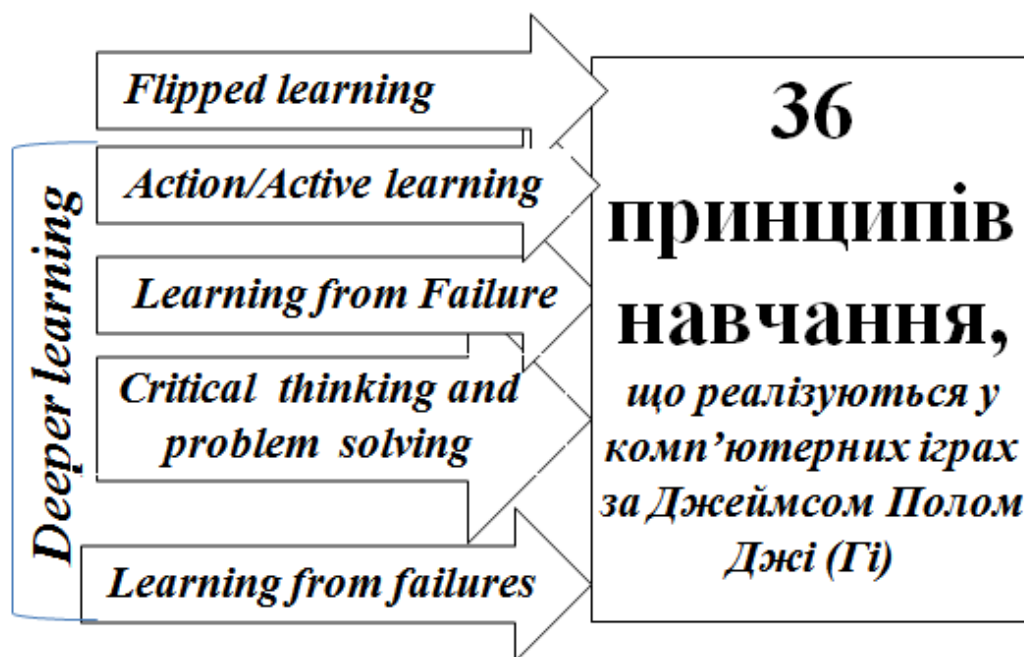 Flipped learning
Action/Active learning
Learning from Failure
Critical thinking and
problem solving
Learning from failures
Deeper learning
36
принципів
навчання,
що реалізуються у
комп’ютерних іграх
за Джеймсом Полом
Джі (Гі)